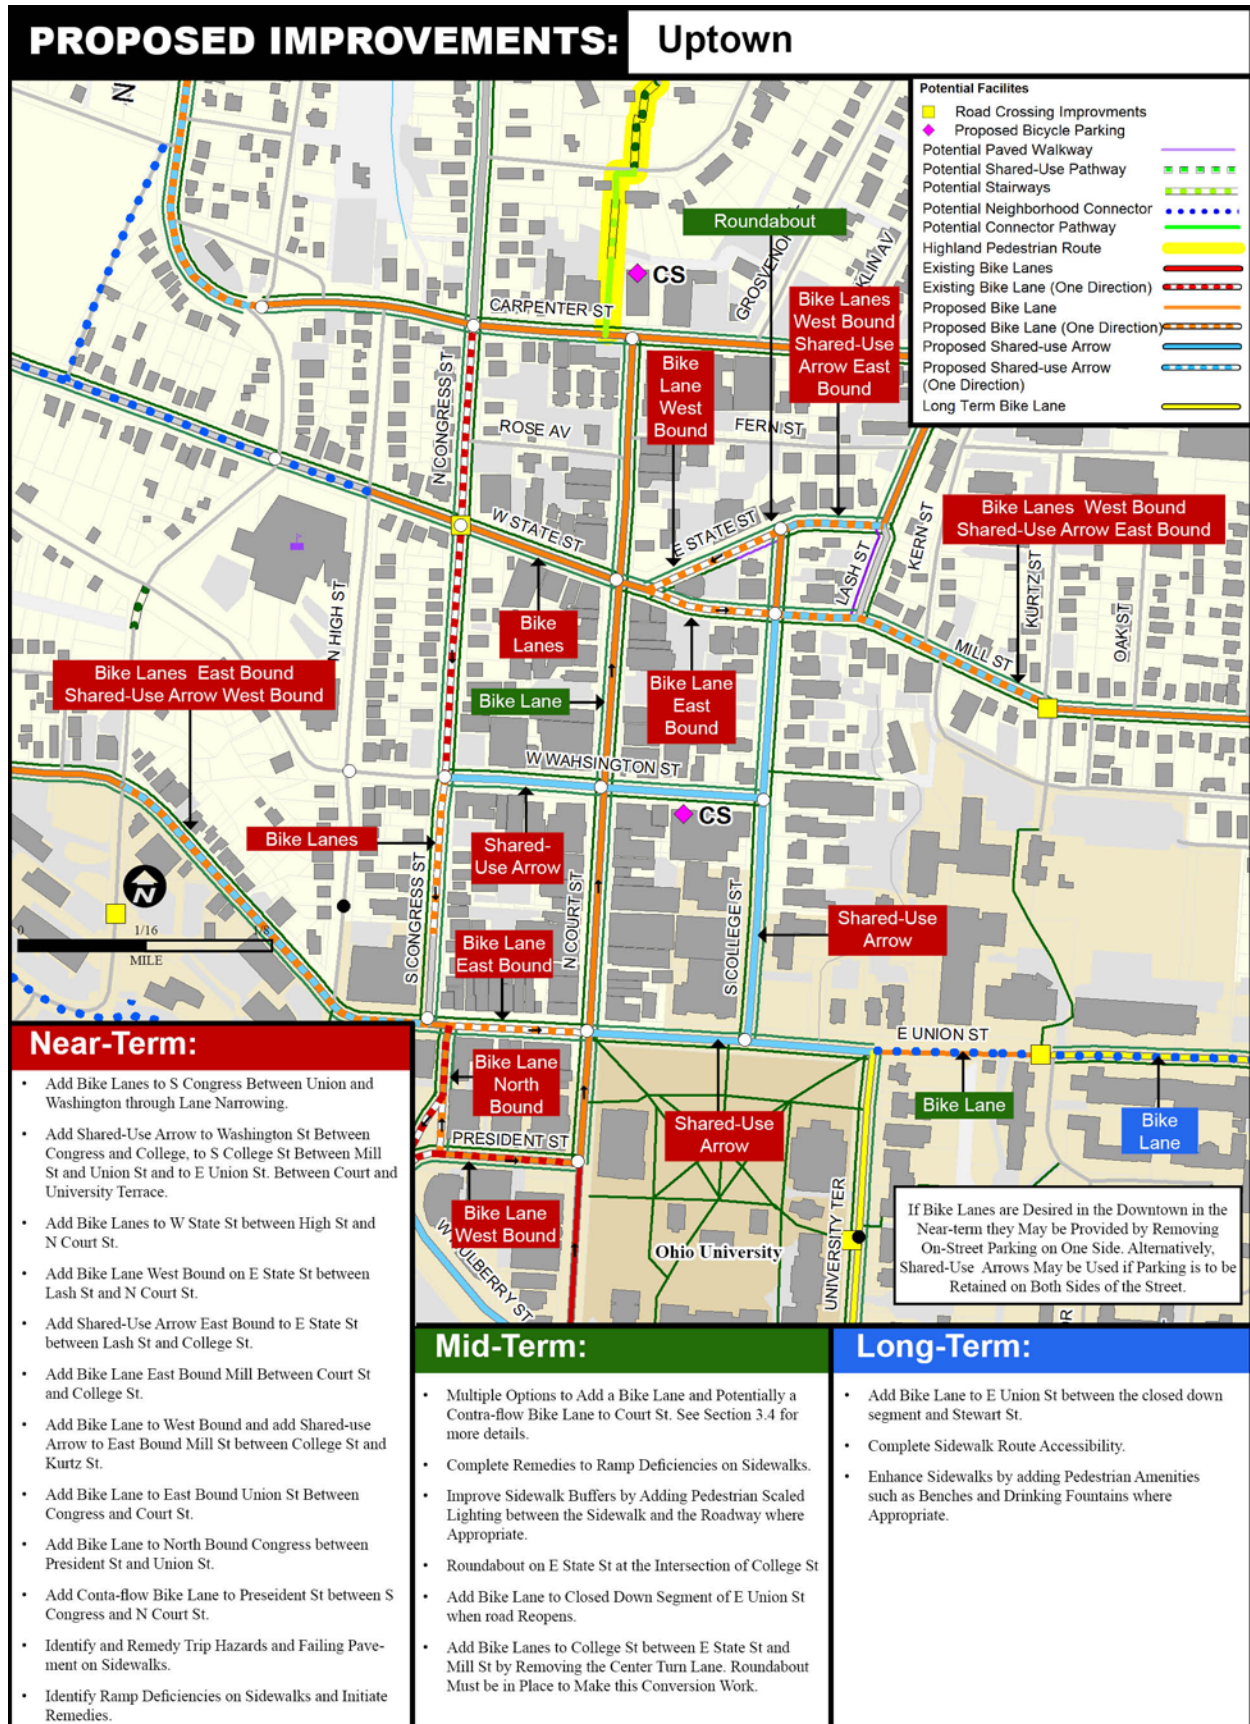 PROPOSED IMPROVEMENTS: Uptown
Potential Facilites
Road Crossing Improvments
Proposed Bicycle Parking
Potential Paved Walkway
Potential Shared-Use Pathway
Potential Stairways
Potential Neighborhood Connector
Potential Connector Pathway
Highland Pedestrian Route
Existing Bike Lanes
Existing Bike Lane (One Direction)
Proposed Bike Lane
Proposed Bike Lane (One Direction)
Proposed Shared-use Arrow
Proposed Shared-use Arrow
(One Direction)
Long Term Bike Lane
N
Roundabout
CS
GROSVENOR
KLIN AV
CARPENTER ST
Bike Lanes
West Bound
Shared-Use
Arrow East
Bound
Bike
Lane
West
Bound
N CONGRESS ST
ROSE AV
FERN ST
W STATE ST
E STATE ST
LASH ST
KERN ST
Bike Lanes West Bound
Shared-Use Arrow East Bound
KURTZ ST
OAK ST
MILL ST
N HIGH ST
Bike
Lanes
Bike Lanes East Bound
Shared-Use Arrow West Bound
Bike Lane
Bike Lane
East
Bound
W WAHSINGTON ST
CS
Bike Lanes
Shared-
Use Arrow
S CONGRESS ST
N COURT ST
S COLLEGE ST
N
0 1/16 1/8
MILE
Shared-Use
Arrow
Bike Lane
East Bound
E UNION ST
Bike Lane
North
Bound
Bike Lane
Bike
Lane
Shared-Use
Arrow
PRESIDENT ST
Bike Lane
West Bound
W MULBERRY ST
Ohio University
UNIVERSITY TER
If Bike Lanes are Desired in the Downtown in the
Near-term they May be Provided by Removing
On-Street Parking on One Side. Alternatively,
Shared-Use Arrows May be Used if Parking is to be
Retained on Both Sides of the Street.
OR
Near-Term:
• Add Bike Lanes to S Congress Between Union and
Washington through Lane Narrowing.
• Add Shared-Use Arrow to Washington St Between
Congress and College, to S College St Between Mill
St and Union St and to E Union St. Between Court and
University Terrace.
• Add Bike Lanes to W State St between High St and
N Court St.
• Add Bike Lane West Bound on E State St between
Lash St and N Court St.
• Add Shared-Use Arrow East Bound to E State St
between Lash St and College St.
• Add Bike Lane East Bound Mill Between Court St
and College St.
• Add Bike Lane to West Bound and add Shared-use
Arrow to East Bound Mill St between College St and
Kurtz St.
• Add Bike Lane to East Bound Union St Between
Congress and Court St.
• Add Bike Lane to North Bound Congress between
President St and Union St.
• Add Conta-flow Bike Lane to Preseident St between S
Congress and N Court St.
• Identify and Remedy Trip Hazards and Failing Pave-
ment on Sidewalks.
• Identify Ramp Deficiencies on Sidewalks and Initiate
Remedies.
Mid-Term:
• Multiple Options to Add a Bike Lane and Potentially a
Contra-flow Bike Lane to Court St. See Section 3.4 for
more details.
• Complete Remedies to Ramp Deficiencies on Sidewalks.
• Improve Sidewalk Buffers by Adding Pedestrian Scaled
Lighting between the Sidewalk and the Roadway where
Appropriate.
• Roundabout on E State St at the Intersection of College St
• Add Bike Lane to Closed Down Segment of E Union St
when road Reopens.
• Add Bike Lanes to College St between E State St and
Mill St by Removing the Center Turn Lane. Roundabout
Must be in Place to Make this Conversion Work.
Long-Term:
• Add Bike Lane to E Union St between the closed down
segment and Stewart St.
• Complete Sidewalk Route Accessibility.
• Enhance Sidewalks by adding Pedestrian Amenities
such as Benches and Drinking Fountains where
Appropriate.